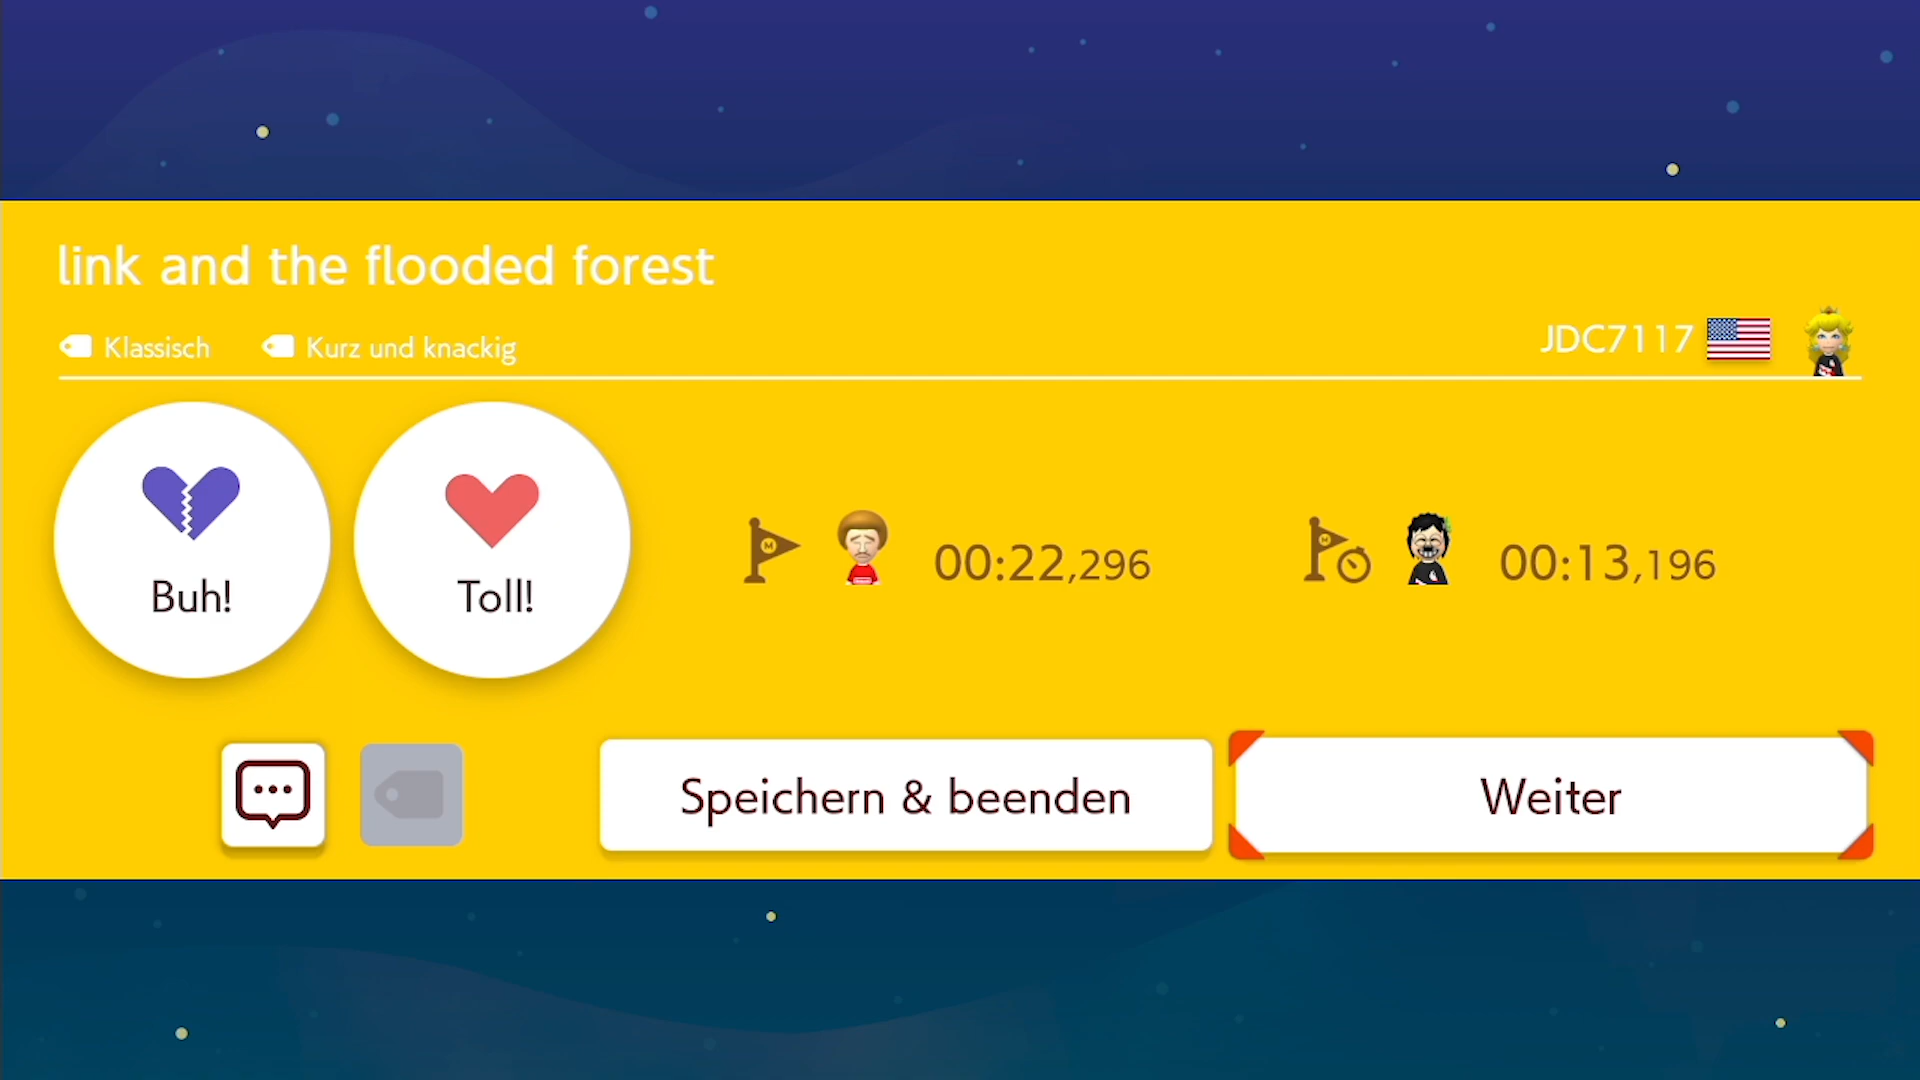 link and the flooded forest
Klassisch Kurz und knackig
JDC7117
Buh!
Toll!
M 00:22,296
M 00:13,196
Speichern & beenden
Weiter